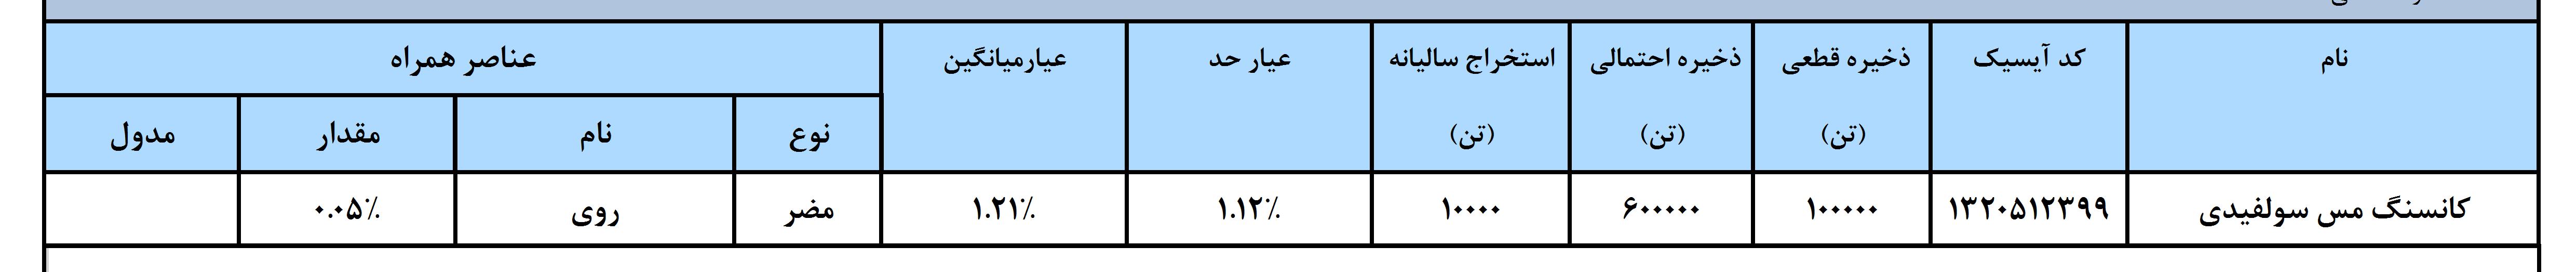 نام
کد آیسیک
ذخیره قطعی
(تن)
ذخیره احتمالی
(تن)
استخراج سالیانه
(تن)
عیار حد
عیارمیانگین
عناصر همراه
نوع
نام
مقدار
مدول
کانسنگ مس سولفیدی
۱۳۲۰۵۱۲۳۹۹
۱۰۰۰۰۰
۶۰۰۰۰۰
۱۰۰۰۰
۱.۱۲٪
۱.۲۱٪
مضر
روی
۰.۰۵٪